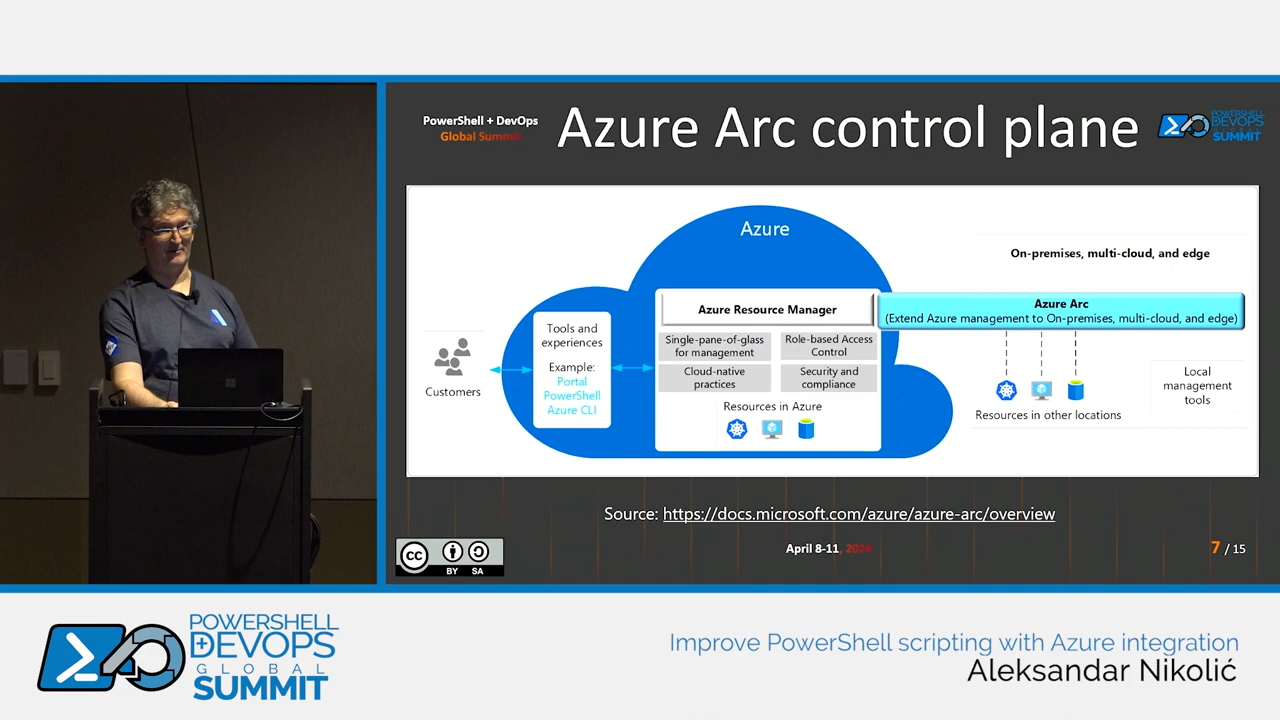 PowerShell + DevOps
Global Summit
Azure Arc control plane
POWERSHELL
DEVOPS
GLOBAL
SUMMIT
Azure
On-premises, multi-cloud, and edge
Azure Resource Manager
Azure Arc
(Extend Azure management to On-premises, multi-cloud, and edge)
Tools and
experiences
Example:
Portal
PowerShell
Azure CLI
Customers
Single-pane-of-glass
for management
Role-based Access
Control
Cloud-native
practices
Security and
compliance
Resources in Azure
Resources in other locations
Local
management
tools
Source: https://docs.microsoft.com/azure/azure-arc/overview
cc
BY SA
April 8-11, 2024
7 / 15
POWERSHELL
+DEVOPS
GLOBAL
SUMMIT
Improve PowerShell scripting with Azure integration
Aleksandar Nikolić